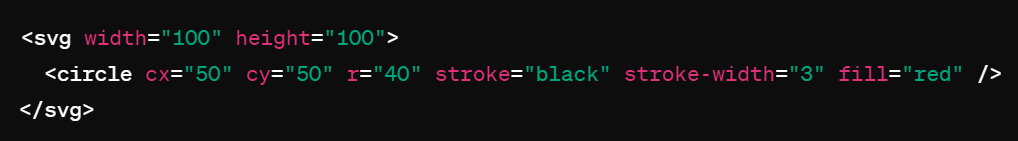 <svg width="100" height="100">
  <circle cx="50" cy="50" r="40" stroke="black" stroke-width="3" fill="red" />
</svg>